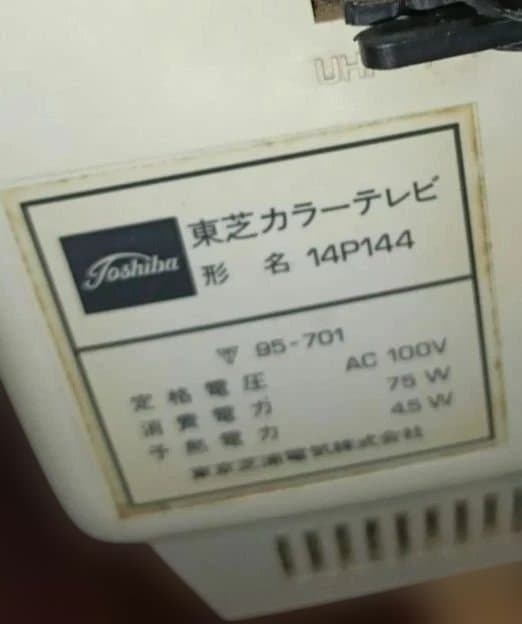 UHF
Toshiba
東芝カラーテレビ
形 名 14P144
95-701
定格電圧 AC 100V
消費電力 75 W
予熱電力 4.5 W
東京芝浦電気株式会社